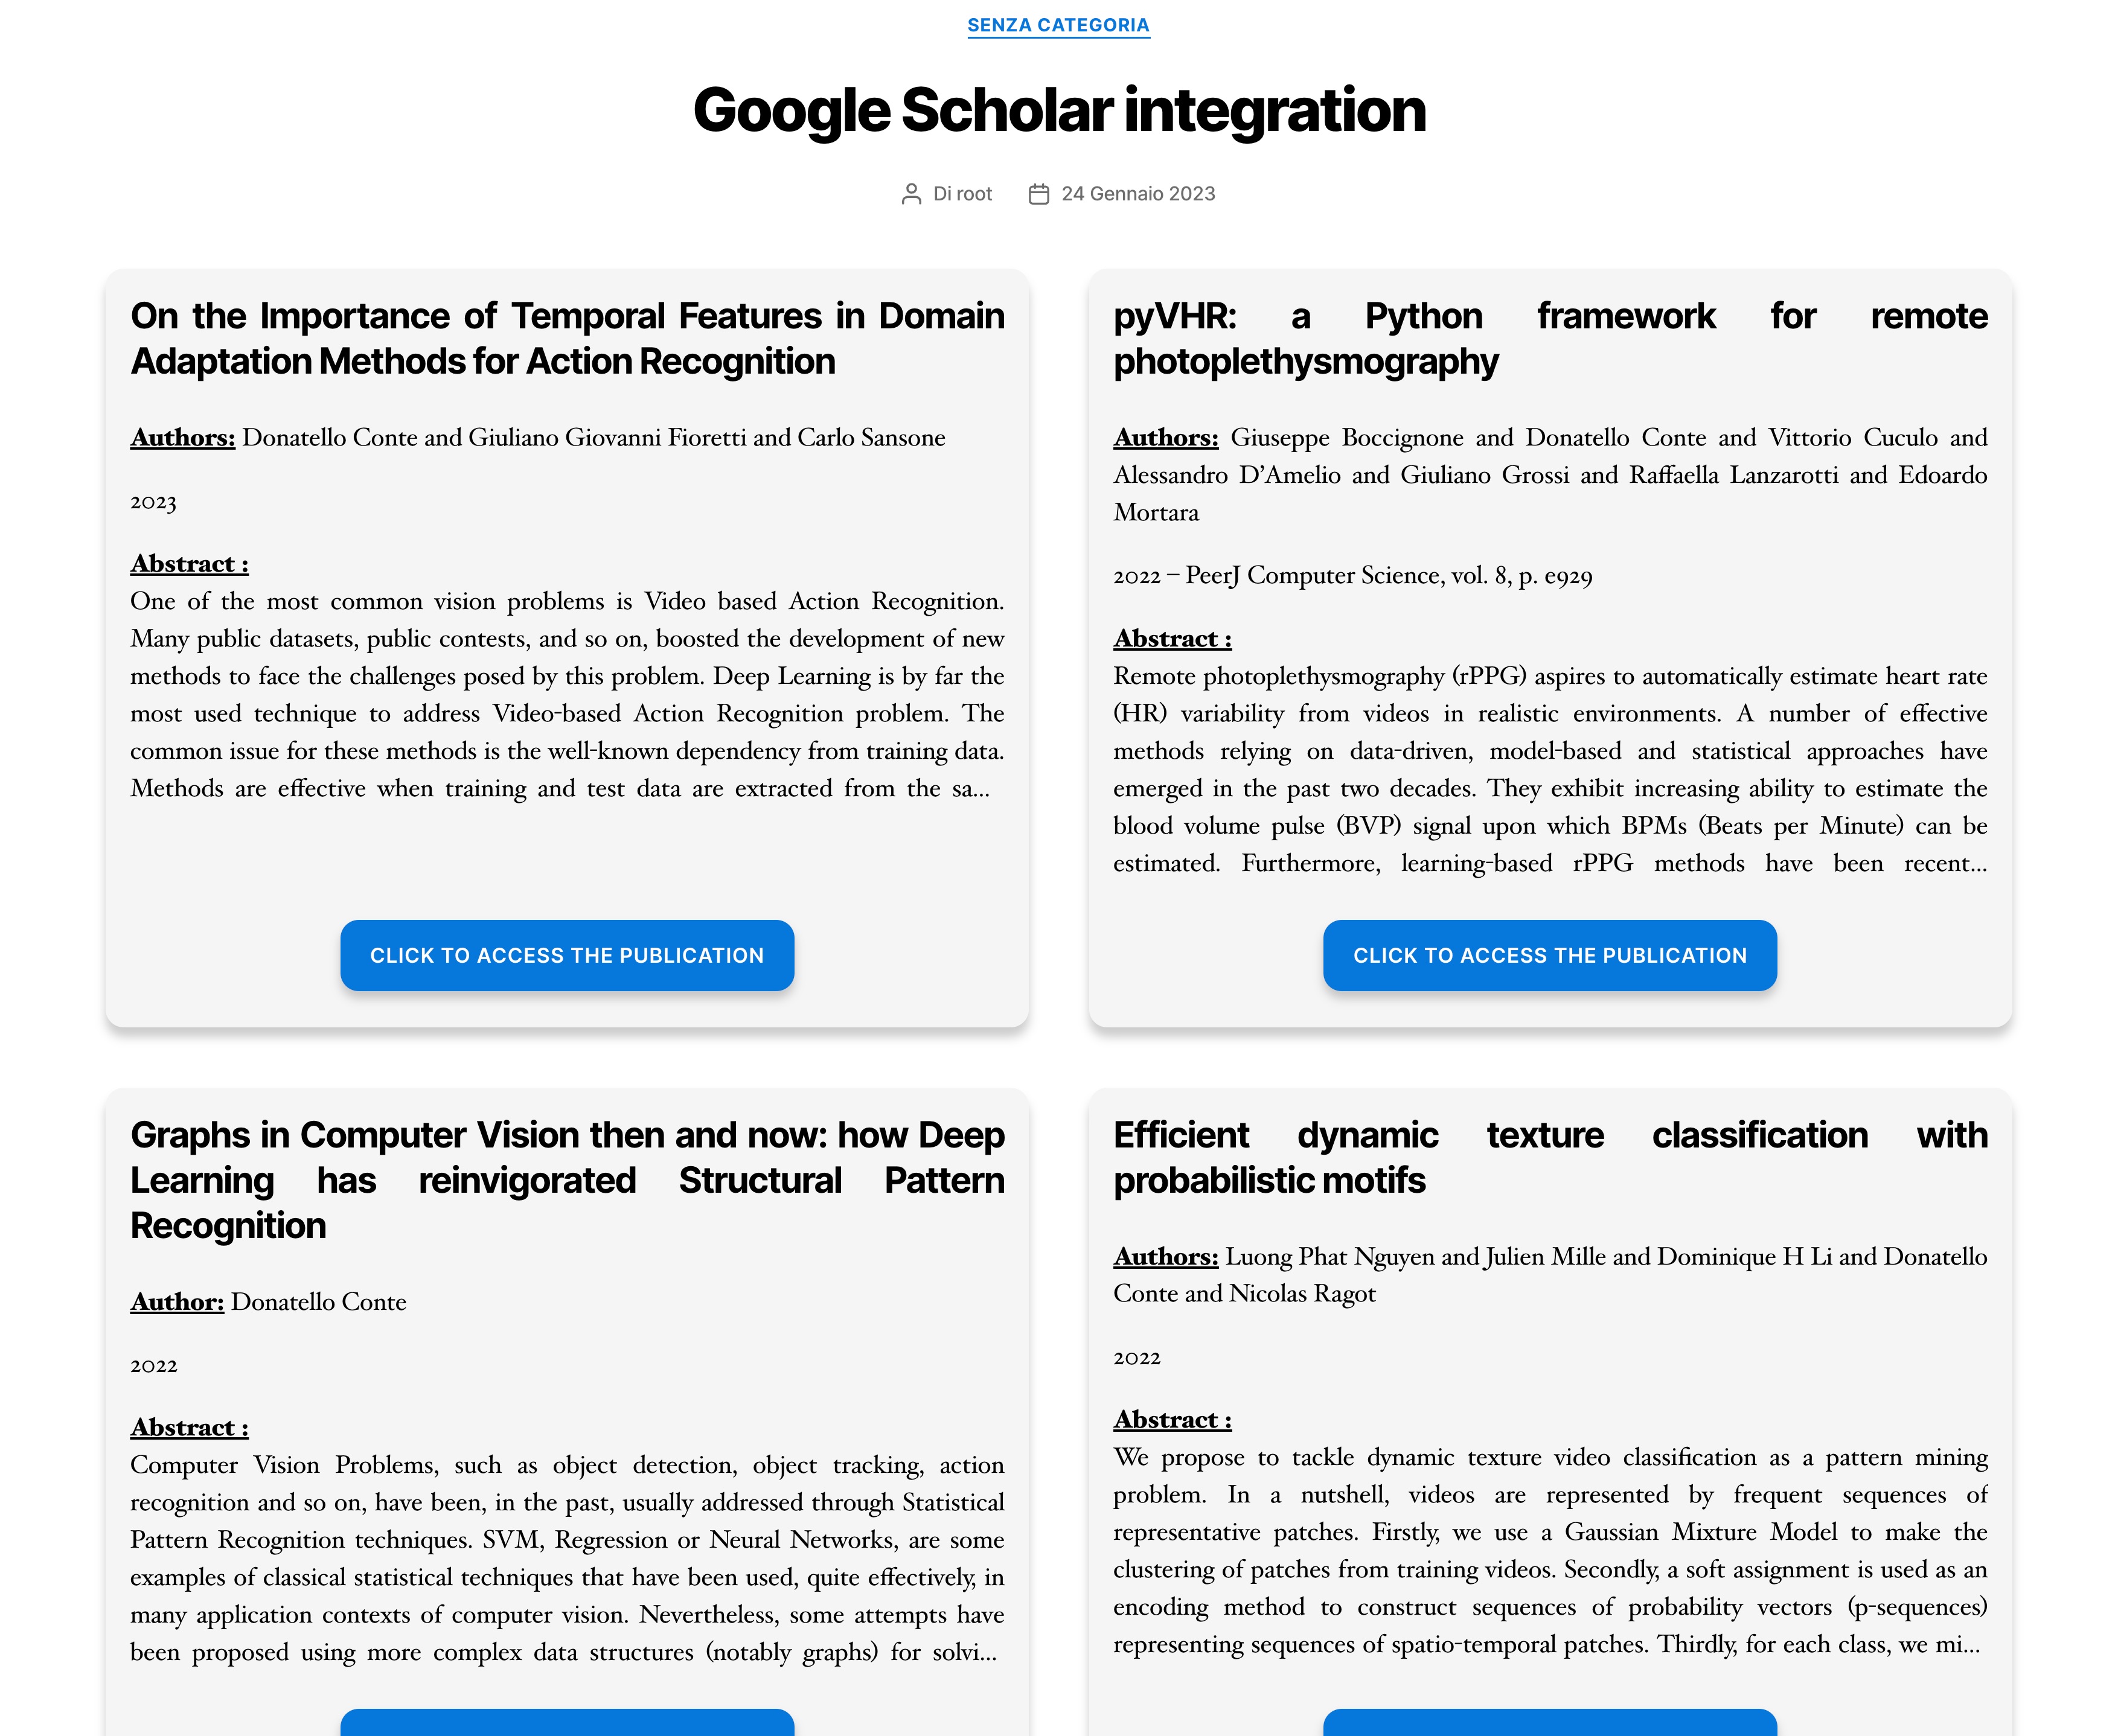 SENZA CATEGORIA
Google Scholar integration
Di root 24 Gennaio 2023
On the Importance of Temporal Features in Domain
Adaptation Methods for Action Recognition
Authors: Donatello Conte and Giuliano Giovanni Fioretti and Carlo Sansone
2023
Abstract :
One of the most common vision problems is Video based Action Recognition.
Many public datasets, public contests, and so on, boosted the development of new
methods to face the challenges posed by this problem. Deep Learning is by far the
most used technique to address Video-based Action Recognition problem. The
common issue for these methods is the well-known dependency from training data.
Methods are effective when training and test data are extracted from the sa...
CLICK TO ACCESS THE PUBLICATION
pyVHR: a Python framework for remote
photoplethysmography
Authors: Giuseppe Boccignone and Donatello Conte and Vittorio Cuculo and
Alessandro D’Amelio and Giuliano Grossi and Raffaella Lanzarotti and Edoardo
Mortara
2022 – PeerJ Computer Science, vol. 8, p. e929
Abstract :
Remote photoplethysmography (rPPG) aspires to automatically estimate heart rate
(HR) variability from videos in realistic environments. A number of effective
methods relying on data-driven, model-based and statistical approaches have
emerged in the past two decades. They exhibit increasing ability to estimate the
blood volume pulse (BVP) signal upon which BPMs (Beats per Minute) can be
estimated. Furthermore, learning-based rPPG methods have been recent...
CLICK TO ACCESS THE PUBLICATION
Graphs in Computer Vision then and now: how Deep
Learning has reinvigorated Structural Pattern
Recognition
Author: Donatello Conte
2022
Abstract :
Computer Vision Problems, such as object detection, object tracking, action
recognition and so on, have been, in the past, usually addressed through Statistical
Pattern Recognition techniques. SVM, Regression or Neural Networks, are some
examples of classical statistical techniques that have been used, quite effectively, in
many application contexts of computer vision. Nevertheless, some attempts have
been proposed using more complex data structures (notably graphs) for solvi...
Efficient dynamic texture classification with
probabilistic motifs
Authors: Luong Phat Nguyen and Julien Mille and Dominique H Li and Donatello
Conte and Nicolas Ragot
2022
Abstract :
We propose to tackle dynamic texture video classification as a pattern mining
problem. In a nutshell, videos are represented by frequent sequences of
representative patches. Firstly, we use a Gaussian Mixture Model to make the
clustering of patches from training videos. Secondly, a soft assignment is used as an
encoding method to construct sequences of probability vectors (p-sequences)
representing sequences of spatio-temporal patches. Thirdly, for each class, we mi...